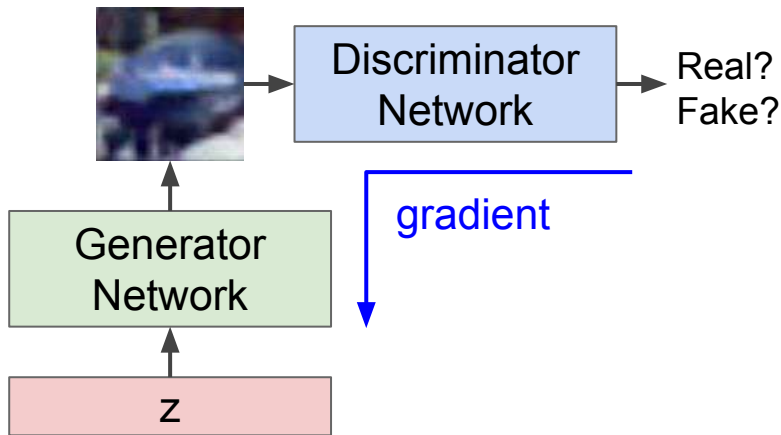 Discriminator
Network
Real?
Fake?
gradient
Generator
Network
z